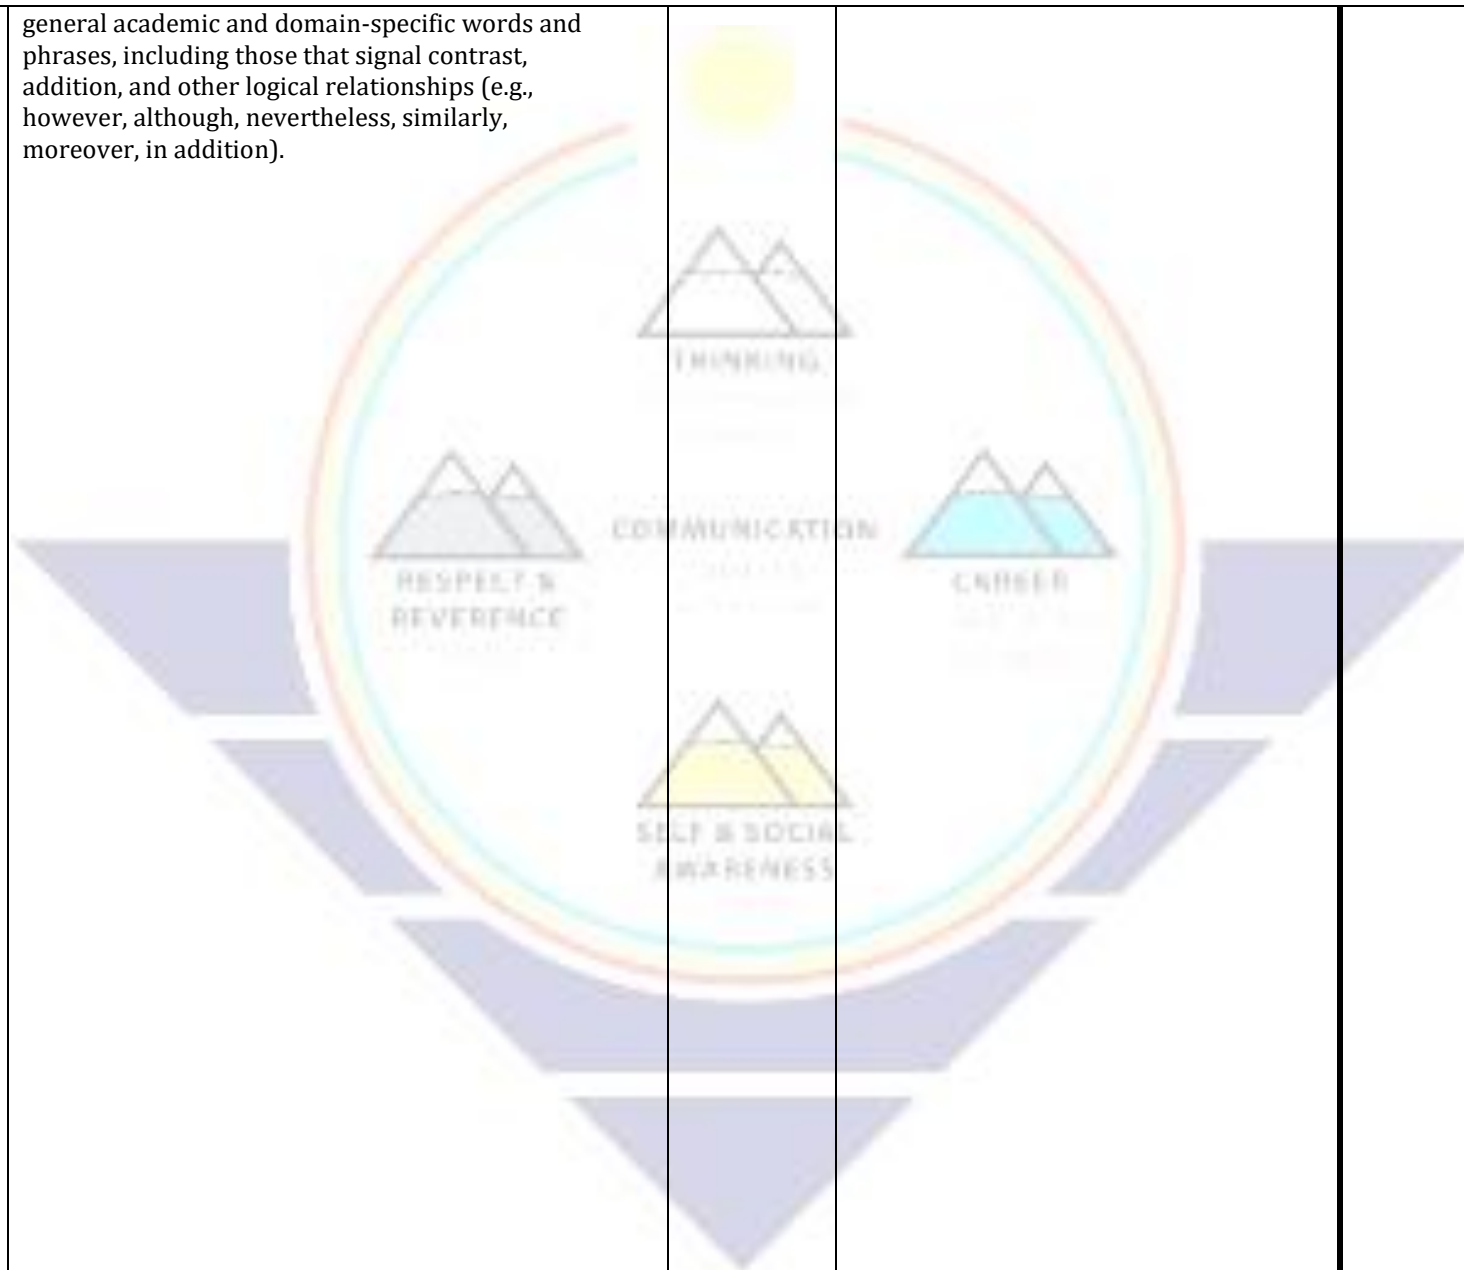 general academic and domain-specific words and
phrases, including those that signal contrast,
addition, and other logical relationships (e.g.,
however, although, nevertheless, similarly,
moreover, in addition).
THINKING
COMMUNICATION
RESPECT &
REVERENCE
CAREER
SELF & SOCIAL
AWARENESS